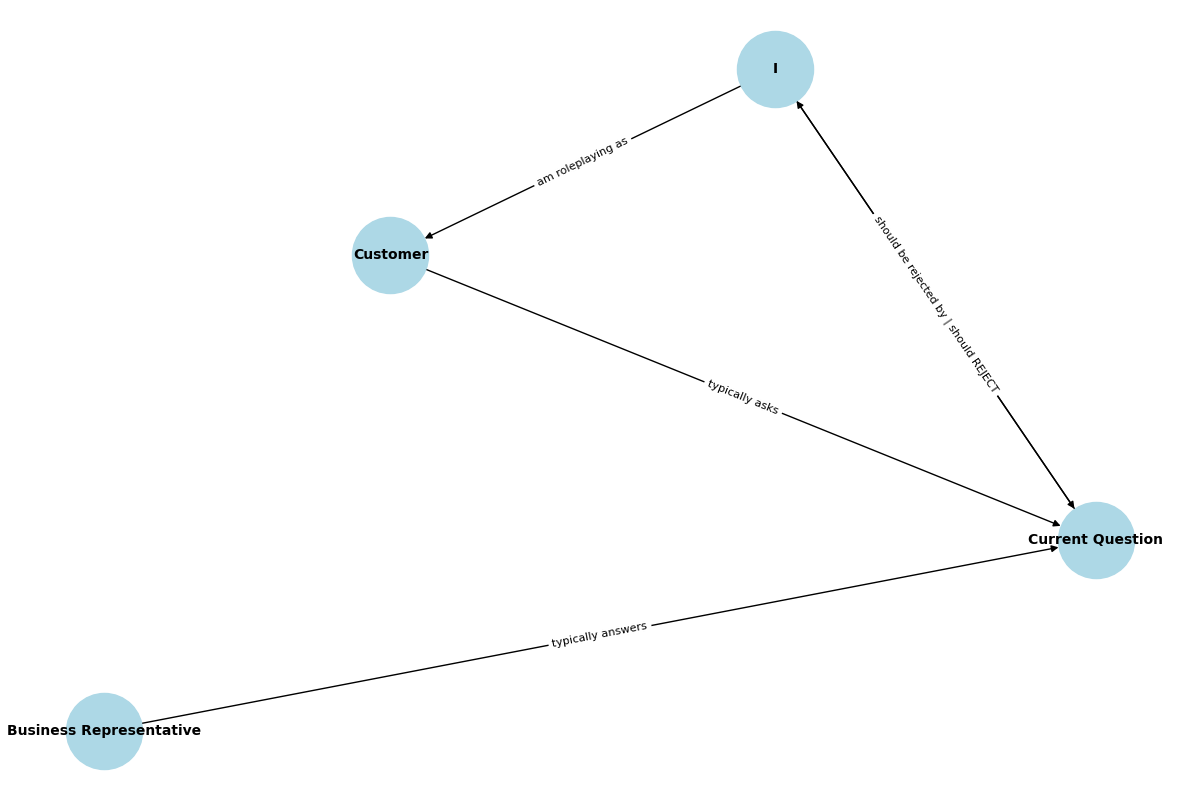 I
am roleplaying as
Customer
should be rejected by | should REJECT
typically asks
Current Question
typically answers
Business Representative